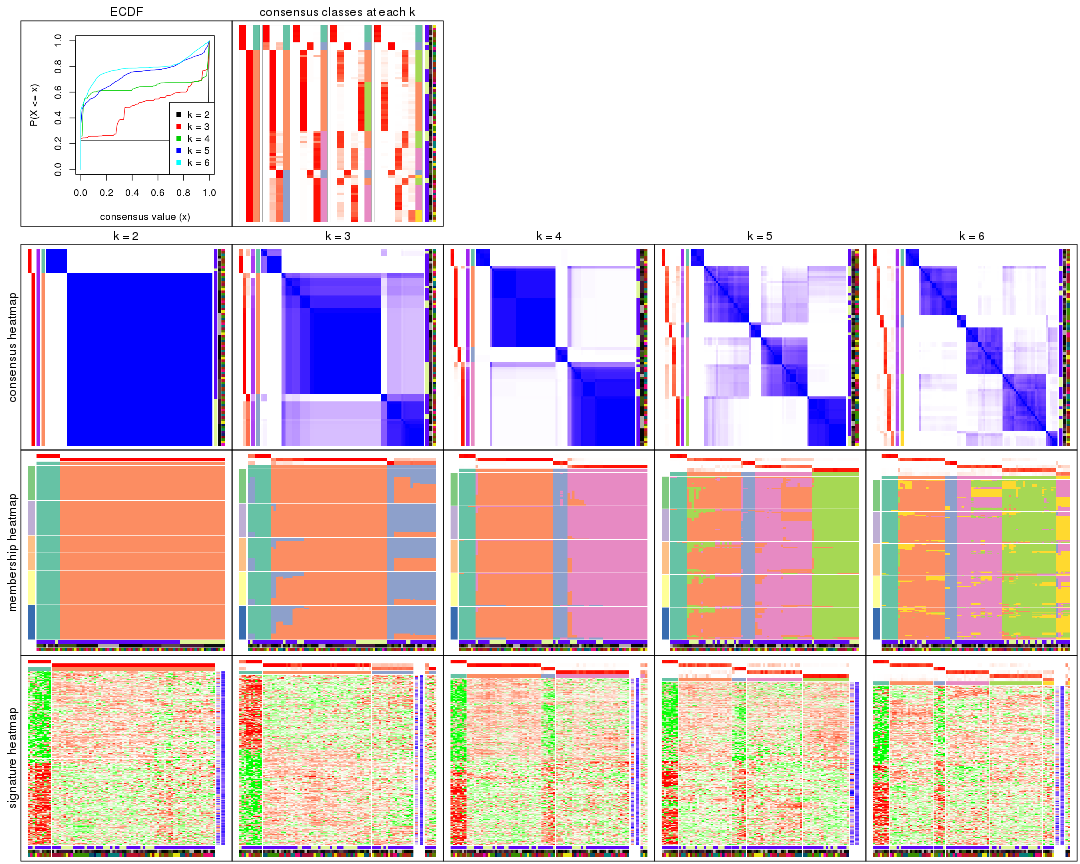 ECDF
consensus classes at each k
P(X <= x)
0.0 0.2 0.4 0.6 0.8 1.0
k = 2
k = 3
k = 4
k = 5
k = 6
0.0 0.2 0.4 0.6 0.8 1.0
consensus value (x)
k = 2
k = 3
k = 4
k = 5
k = 6
consensus heatmap
membership heatmap
signature heatmap